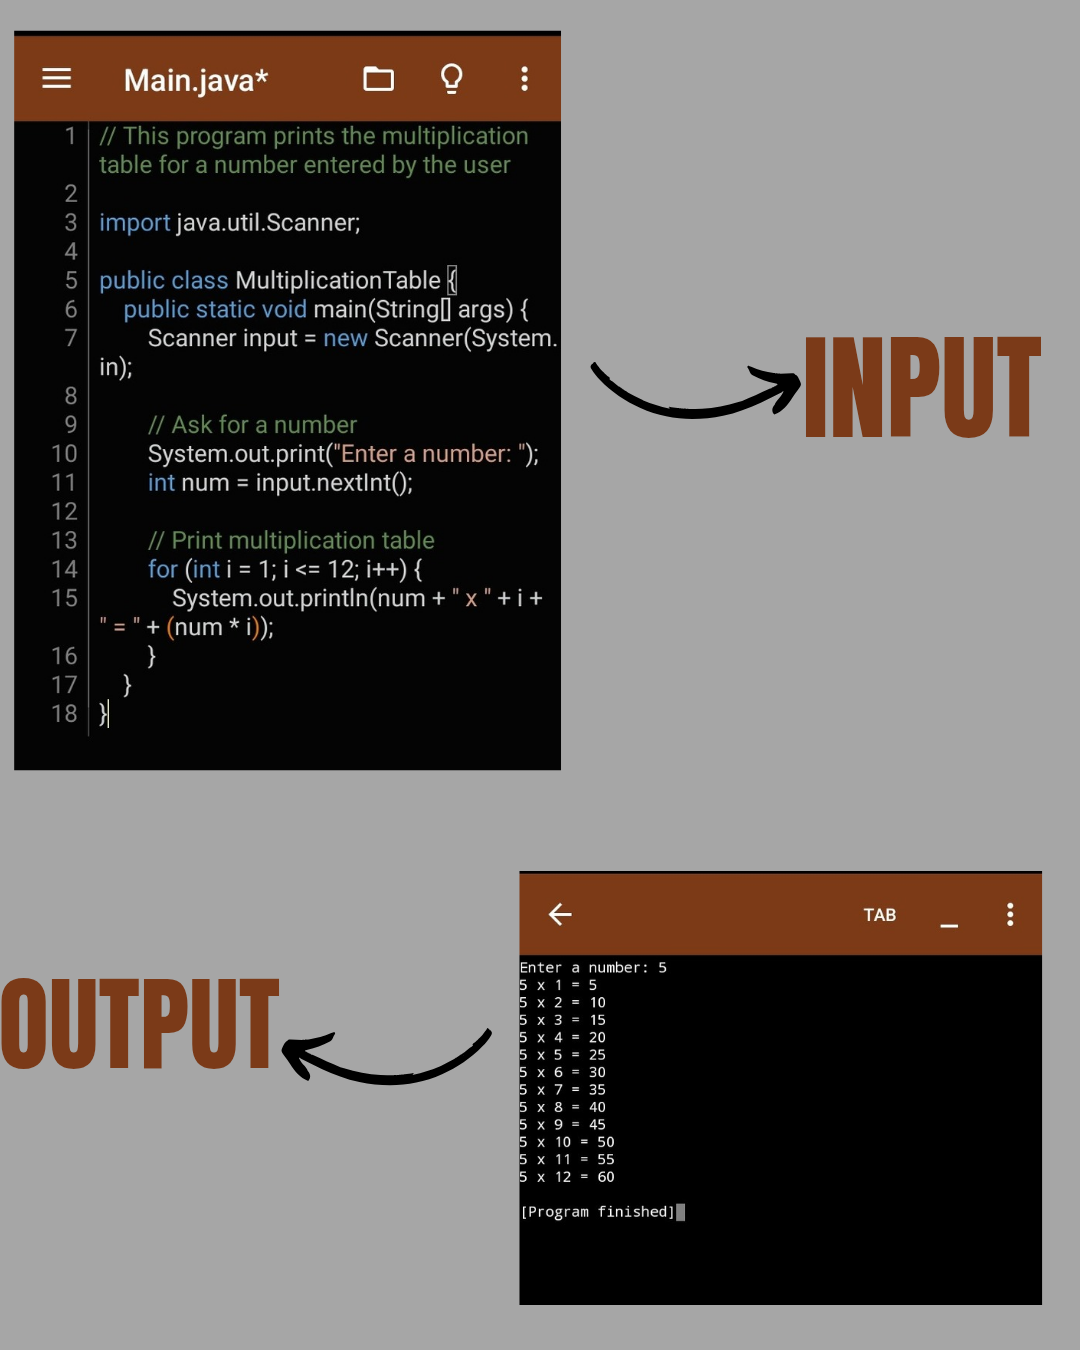 Main.java*
1 // This program prints the multiplication
table for a number entered by the user
2
3 import java.util.Scanner;
4
5 public class MultiplicationTable {
6 public static void main(String[] args) {
7 Scanner input = new Scanner(System.
in);
8
9 // Ask for a number
10 System.out.print("Enter a number: ");
11 int num = input.nextInt();
12
13 // Print multiplication table
14 for (int i = 1; i <= 12; i++) {
15 System.out.println(num + " x " + i +
" = " + (num * i));
16 }
17 }
18 }
INPUT
OUTPUT
TAB
Enter a number: 5
5 x 1 = 5
5 x 2 = 10
5 x 3 = 15
5 x 4 = 20
5 x 5 = 25
5 x 6 = 30
5 x 7 = 35
5 x 8 = 40
5 x 9 = 45
5 x 10 = 50
5 x 11 = 55
5 x 12 = 60
[Program finished]